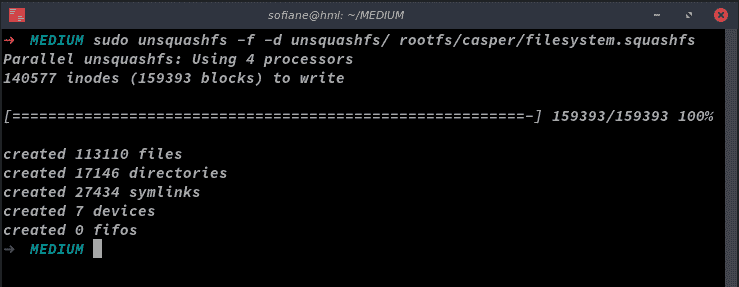 sofiane@hml: ~/MEDIUM
➜ MEDIUM sudo unsquashfs -f -d unsquashfs/ rootfs/casper/filesystem.squashfs
Parallel unsquashfs: Using 4 processors
140577 inodes (159393 blocks) to write
[==========================================================-] 159393/159393 100%
created 113110 files
created 17146 directories
created 27434 symlinks
created 7 devices
created 0 fifos
➜ MEDIUM